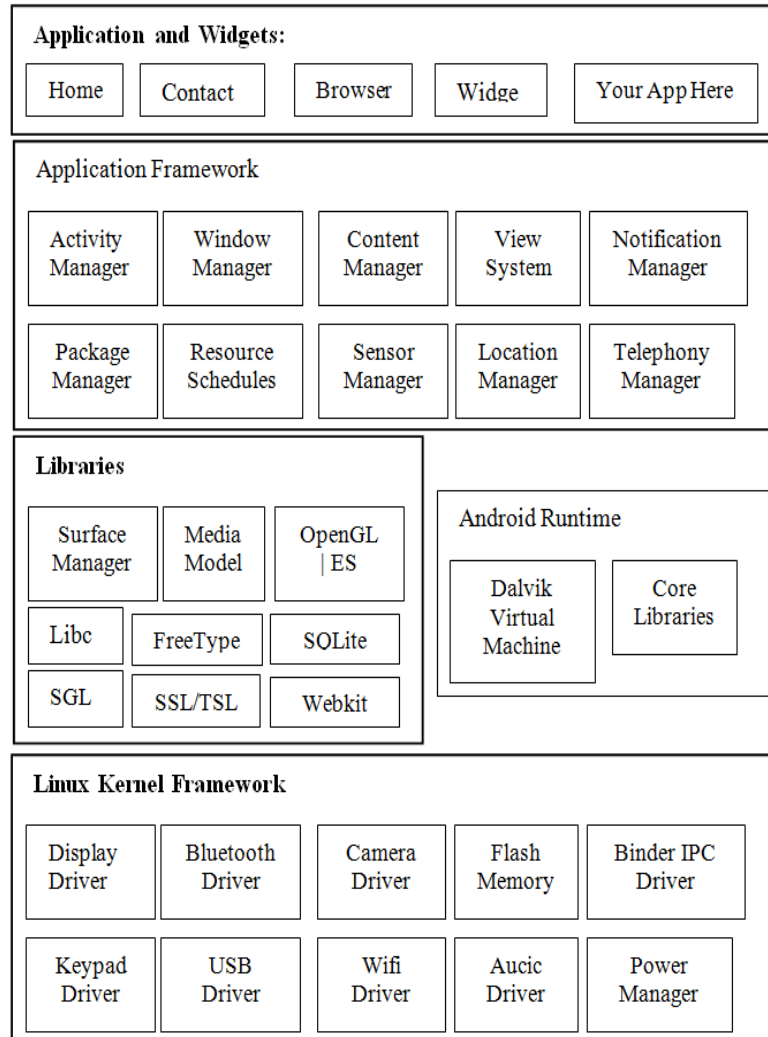 Application and Widgets:
Home
Contact
Browser
Widge
Your App Here
Application Framework
Activity
Manager
Window
Manager
Content
Manager
View
System
Notification
Manager
Package
Manager
Resource
Schedules
Sensor
Manager
Location
Manager
Telephony
Manager
Libraries
Surface
Manager
Media
Model
OpenGL
| ES
Libc
FreeType
SQLite
SGL
SSL/TSL
Webkit
Android Runtime
Dalvik
Virtual
Machine
Core
Libraries
Linux Kernel Framework
Display
Driver
Bluetooth
Driver
Camera
Driver
Flash
Memory
Binder IPC
Driver
Keypad
Driver
USB
Driver
Wifi
Driver
Aucic
Driver
Power
Manager